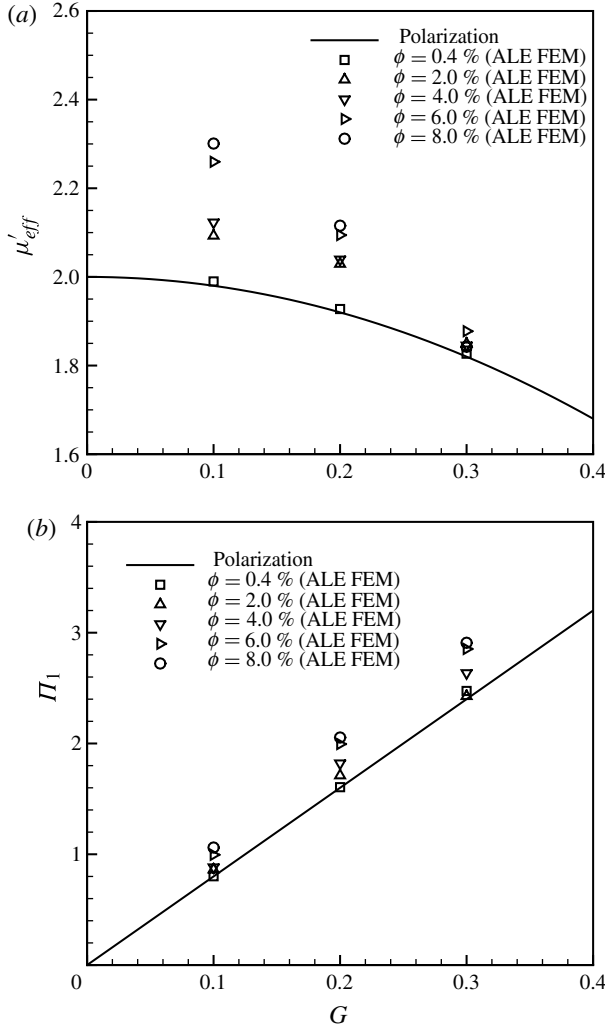 (a)
Polarization
ϕ = 0.4 % (ALE FEM)
ϕ = 2.0 % (ALE FEM)
ϕ = 4.0 % (ALE FEM)
ϕ = 6.0 % (ALE FEM)
ϕ = 8.0 % (ALE FEM)
2.6
2.4
2.2
2.0
1.8
1.6
μ′eff
0
0.1
0.2
0.3
0.4
(b)
Polarization
ϕ = 0.4 % (ALE FEM)
ϕ = 2.0 % (ALE FEM)
ϕ = 4.0 % (ALE FEM)
ϕ = 6.0 % (ALE FEM)
ϕ = 8.0 % (ALE FEM)
4
3
2
1
Π1
0
0.1
0.2
0.3
0.4
G